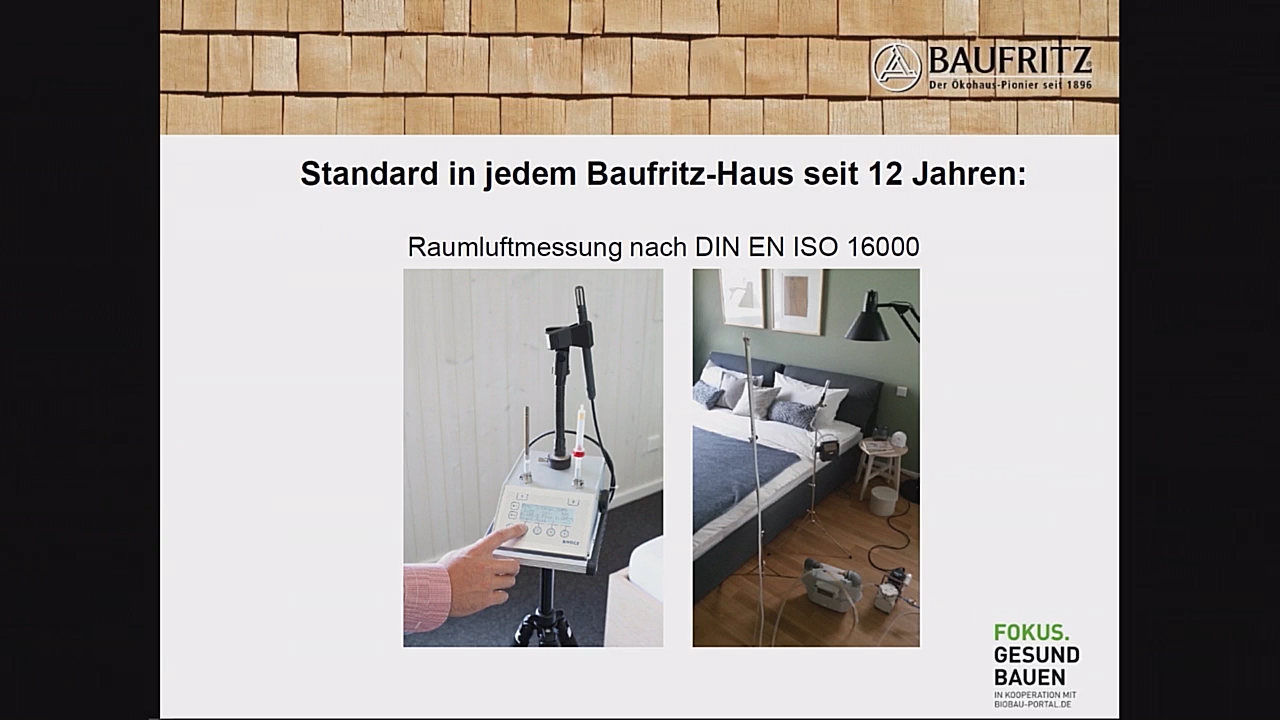 BAUFRITZ
Der Ökohaus-Pionier seit 1896
Standard in jedem Baufritz-Haus seit 12 Jahren:
Raumluftmessung nach DIN EN ISO 16000
FOKUS.
GESUND
BAUEN
IN KOOPERATION MIT
BIOBAU-PORTAL.DE